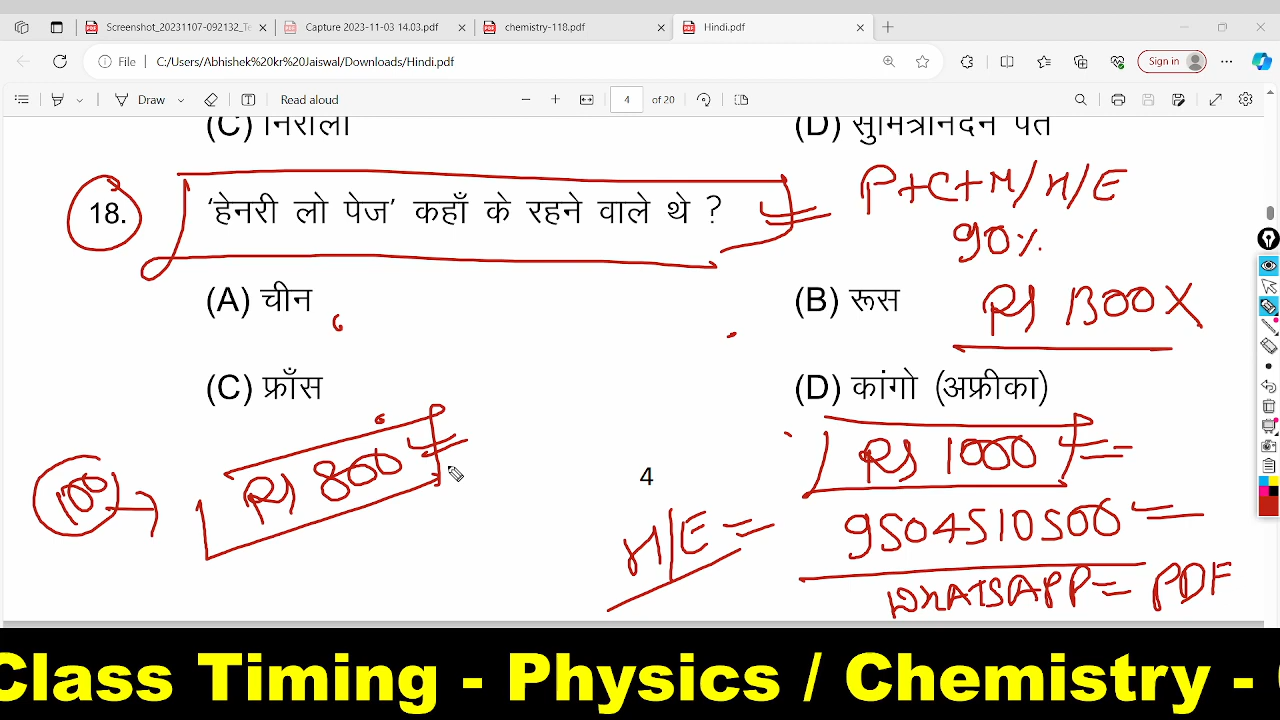 Screenshot_20231107-092132_Te
Capture 2023-11-03 14.03.pdf
chemistry-118.pdf
Hindi.pdf
File
C:/Users/Abhishek%20kr%20Jaiswal/Downloads/Hindi.pdf
Sign in
Draw
Read aloud
4 of 20
(C) निराला
(D) सुमित्रानंदन पंत
18. 'हेनरी लो पेज' कहाँ के रहने वाले थे ?
P+C+M/H/E
90%
(A) चीन
(B) रूस
Rs 1300 X
(C) फ्राँस
(D) कांगो (अफ्रीका)
100
Rs 800
4
Rs 1000
H/E =
9504510500
WHATSAPP = PDF
Class Timing - Physics / Chemistry -